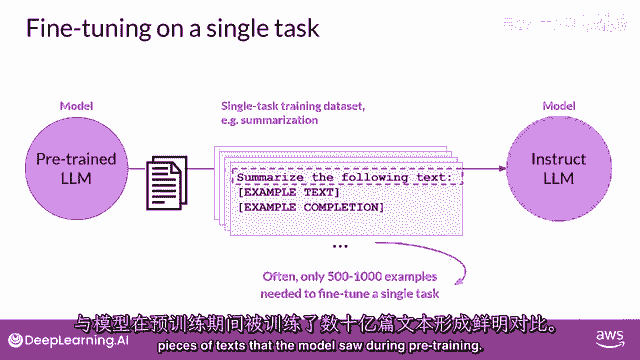 Fine-tuning on a single task
Model
Single-task training dataset,
e.g. summarization
Model
Pre-trained
LLM
Summarize the following text:
[EXAMPLE TEXT]
[EXAMPLE COMPLETION]
...
Instruct
LLM
Often, only 500-1000 examples
needed to fine-tune a single task
与模型在预训练期间被训练了数十亿篇文本形成鲜明对比。
pieces of texts that the model saw during pre-training.
DeepLearning.AI
aws